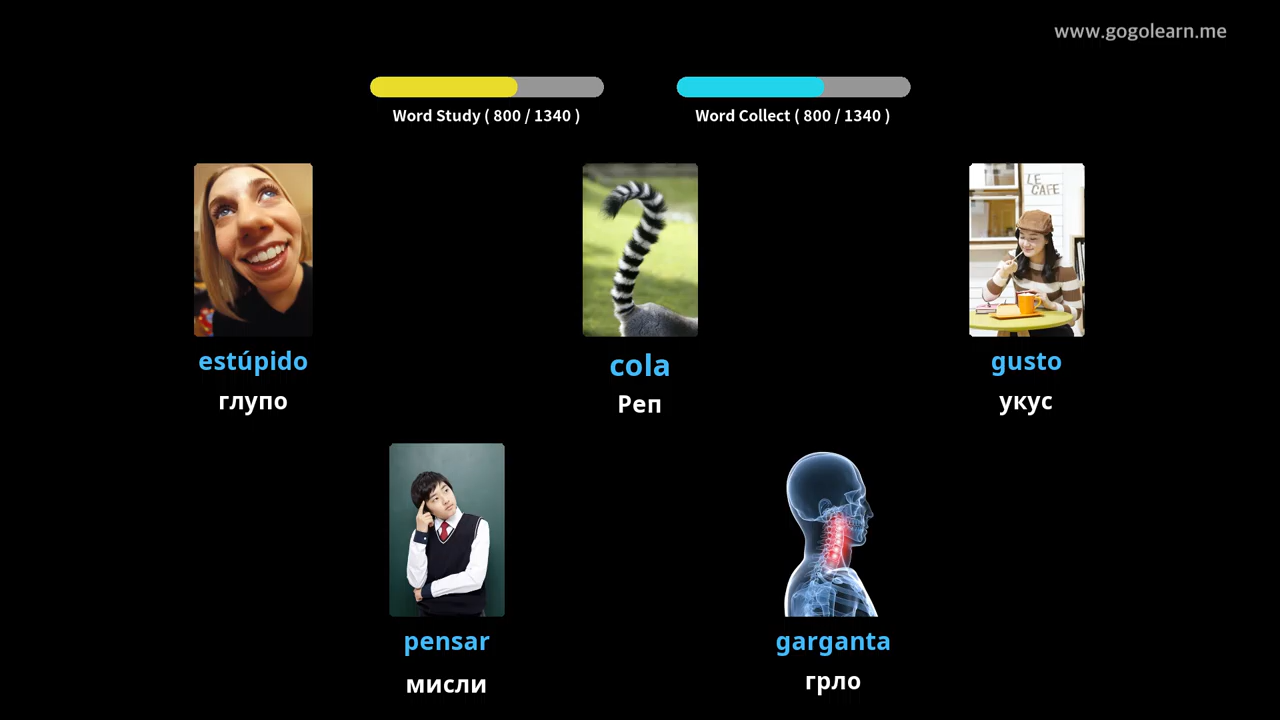 www.gogolearn.me
Word Study ( 800 / 1340 )
Word Collect ( 800 / 1340 )
LE
CAFE
estúpido
глупо
cola
Реп
gusto
укус
pensar
мисли
garganta
грло